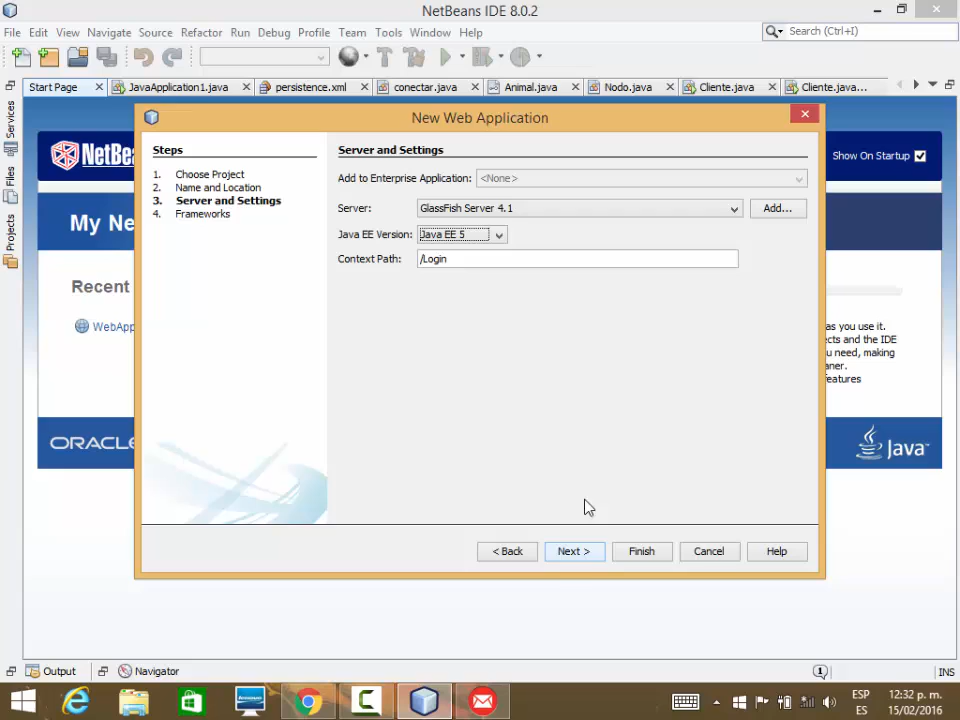 NetBeans IDE 8.0.2
File Edit View Navigate Source Refactor Run Debug Profile Team Tools Window Help
Search (Ctrl+I)
Start Page JavaApplication1.java persistence.xml conectar.java Animal.java Nodo.java Cliente.java Cliente.java...
Services
Files
Projects
NetBea
Show On Startup
My Ne
Recent
WebApp
as you use it.
cts and the IDE
u need, making
aner.
features
ORACLE
Java
New Web Application
Steps
1. Choose Project
2. Name and Location
3. Server and Settings
4. Frameworks
Server and Settings
Add to Enterprise Application: <None>
Server: GlassFish Server 4.1 Add...
Java EE Version: Java EE 5
Context Path: /Login
< Back Next > Finish Cancel Help
Output Navigator
1
INS
ESP
ES
12:32 p. m.
15/02/2016